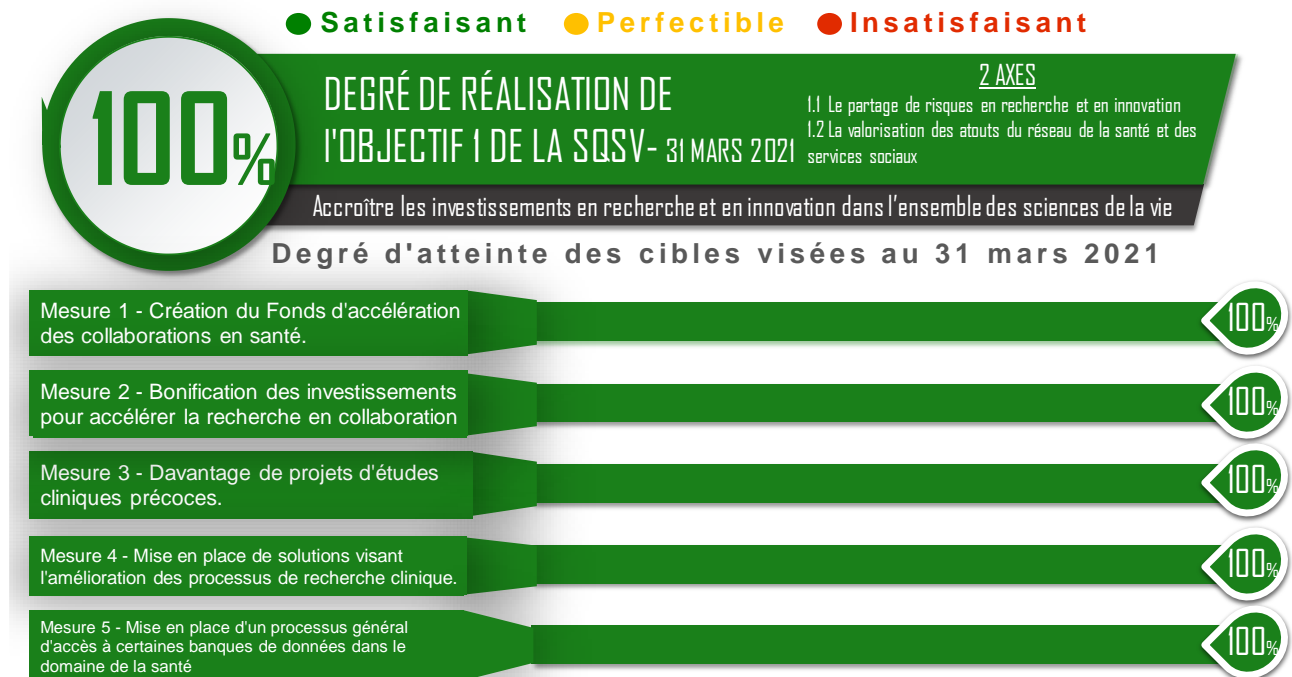 Satisfaisant Perfectible Insatisfaisant
100%
DEGRÉ DE RÉALISATION DE
l'OBJECTIF 1 DE LA SQSV- 31 MARS 2021
2 AXES
1.1 Le partage de risques en recherche et en innovation
1.2 La valorisation des atouts du réseau de la santé et des
services sociaux
Accroître les investissements en recherche et en innovation dans l'ensemble des sciences de la vie
Degré d'atteinte des cibles visées au 31 mars 2021
Mesure 1 - Création du Fonds d'accélération
des collaborations en santé.
100%
Mesure 2 - Bonification des investissements
pour accélérer la recherche en collaboration
100%
Mesure 3 - Davantage de projets d'études
cliniques précoces.
100%
Mesure 4 - Mise en place de solutions visant
l'amélioration des processus de recherche clinique.
100%
Mesure 5 - Mise en place d'un processus général
d'accès à certaines banques de données dans le
domaine de la santé
100%